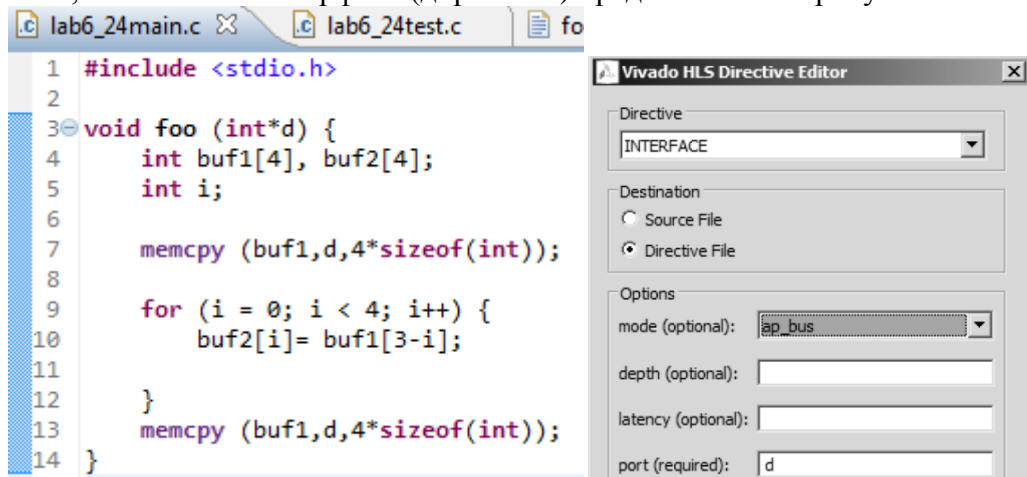 lab6_24main.c lab6_24test.c fo
1 #include <stdio.h>
2
3 void foo (int*d) {
4 int buf1[4], buf2[4];
5 int i;
6
7 memcpy (buf1,d,4*sizeof(int));
8
9 for (i = 0; i < 4; i++) {
10 buf2[i]= buf1[3-i];
11
12 }
13 memcpy (buf1,d,4*sizeof(int));
14 }
Vivado HLS Directive Editor
Directive
INTERFACE
Destination
Source File
Directive File
Options
mode (optional): ap_bus
depth (optional):
latency (optional):
port (required): d